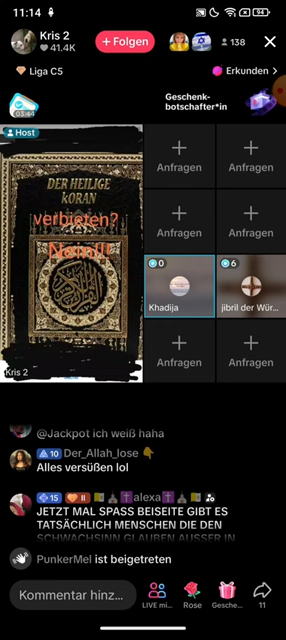 11:14
94
Kris 2
41.4K
+ Folgen
138
Liga C5
Erkunden >
03:44
Geschenk-
botschafter*in
Host
DER HEILIGE
KORAN
verbieten?
Nein!!!
Kris 2
Anfragen
Anfragen
Anfragen
Anfragen
0
Khadija
6
jibril der Wür...
Anfragen
Anfragen
@Jackpot ich weiß haha
10 Der_Allah_lose
Alles versüßen lol
15 II alexa
JETZT MAL SPASS BEISEITE GIBT ES
TATSÄCHLICH MENSCHEN DIE DEN
SCHWACHSINN GLAUBEN AUSSER IN
PunkerMel ist beigetreten
Kommentar hinz...
LIVE mi...
Rose
Gesche...
11